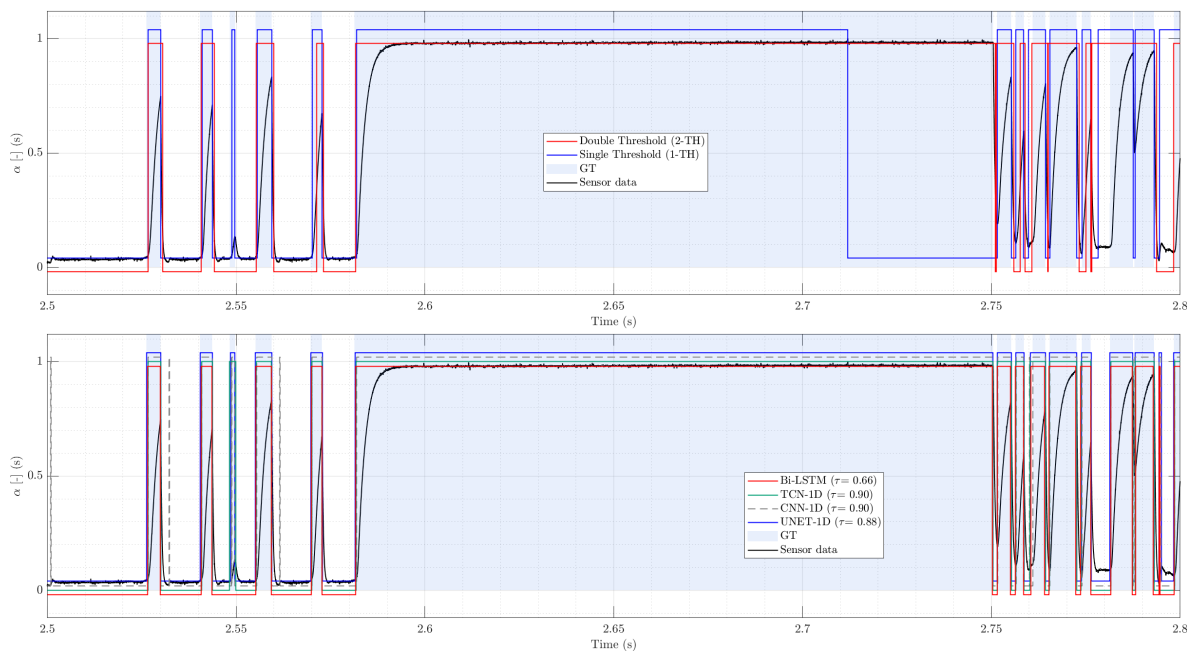 α [-] (s)
1
0.5
0
Double Threshold (2-TH)
Single Threshold (1-TH)
GT
Sensor data
2.5 2.55 2.6 2.65 2.7 2.75 2.8
Time (s)
α [-] (s)
1
0.5
0
Bi-LSTM (τ = 0.66)
TCN-1D (τ = 0.90)
CNN-1D (τ = 0.90)
UNET-1D (τ = 0.88)
GT
Sensor data
2.5 2.55 2.6 2.65 2.7 2.75 2.8
Time (s)